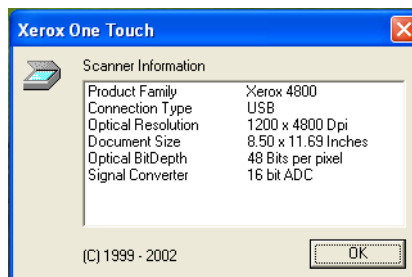 Xerox One Touch
Scanner Information
Product Family Xerox 4800
Connection Type USB
Optical Resolution 1200 x 4800 Dpi
Document Size 8.50 x 11.69 Inches
Optical BitDepth 48 Bits per pixel
Signal Converter 16 bit ADC
(C) 1999 - 2002 OK